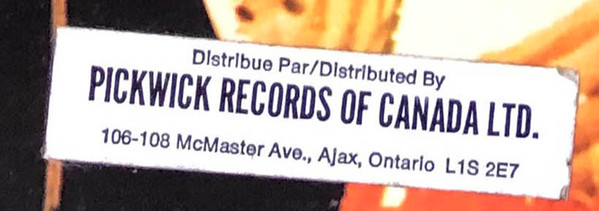 Distribue Par/Distributed By
PICKWICK RECORDS OF CANADA LTD.
106-108 McMaster Ave., Ajax, Ontario L1S 2E7